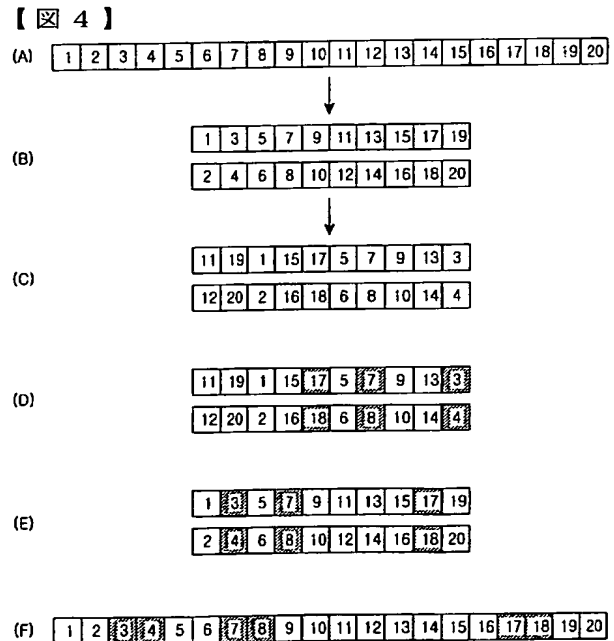 【図 4】
(A) 1 2 3 4 5 6 7 8 9 10 11 12 13 14 15 16 17 18 19 20
(B)
1 3 5 7 9 11 13 15 17 19
2 4 6 8 10 12 14 16 18 20
(C)
11 19 1 15 17 5 7 9 13 3
12 20 2 16 18 6 8 10 14 4
(D)
11 19 1 15 17 5 7 9 13 3
12 20 2 16 18 6 8 10 14 4
(E)
1 3 5 7 9 11 13 15 17 19
2 4 6 8 10 12 14 16 18 20
(F) 1 2 3 4 5 6 7 8 9 10 11 12 13 14 15 16 17 18 19 20